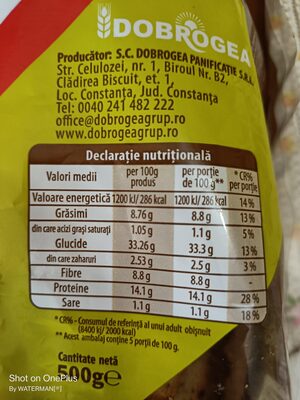 DOBROGEA
Producător: S.C. DOBROGEA PANIFICAȚIE S.R.L.
Str. Celulozei, nr. 1, Biroul Nr. B2,
Clădirea Biscuit, et. 1,
Loc. Constanța, Jud. Constanța
Tel: 0040 241 482 222
office@dobrogeagrup.ro
www.dobrogeagrup.ro
Declarație nutrițională
Valori medii per 100g produs per porție de 100 g** * CR% per porție
Valoare energetică 1200 kJ/ 286 kcal 1200 kJ/ 286 kcal 14 %
Grăsimi 8.76 g 8.8 g 13 %
din care acizi grași saturați 1.05 g 1.1 g 5 %
Glucide 33.26 g 33.3 g 13 %
din care zaharuri 2.53 g 2.5 g 3 %
Fibre 8.8 g 8.8 g
Proteine 14.1 g 14.1 g 28 %
Sare 1.1 g 1.1 g 18 %
* CR% - Consumul de referință al unui adult obișnuit
(8400 kJ/ 2000 kcal)
** Acest ambalaj conține 5 porții de 100 g.
Cantitate netă
500g e
Shot on OnePlus
By WATERMAN[®]